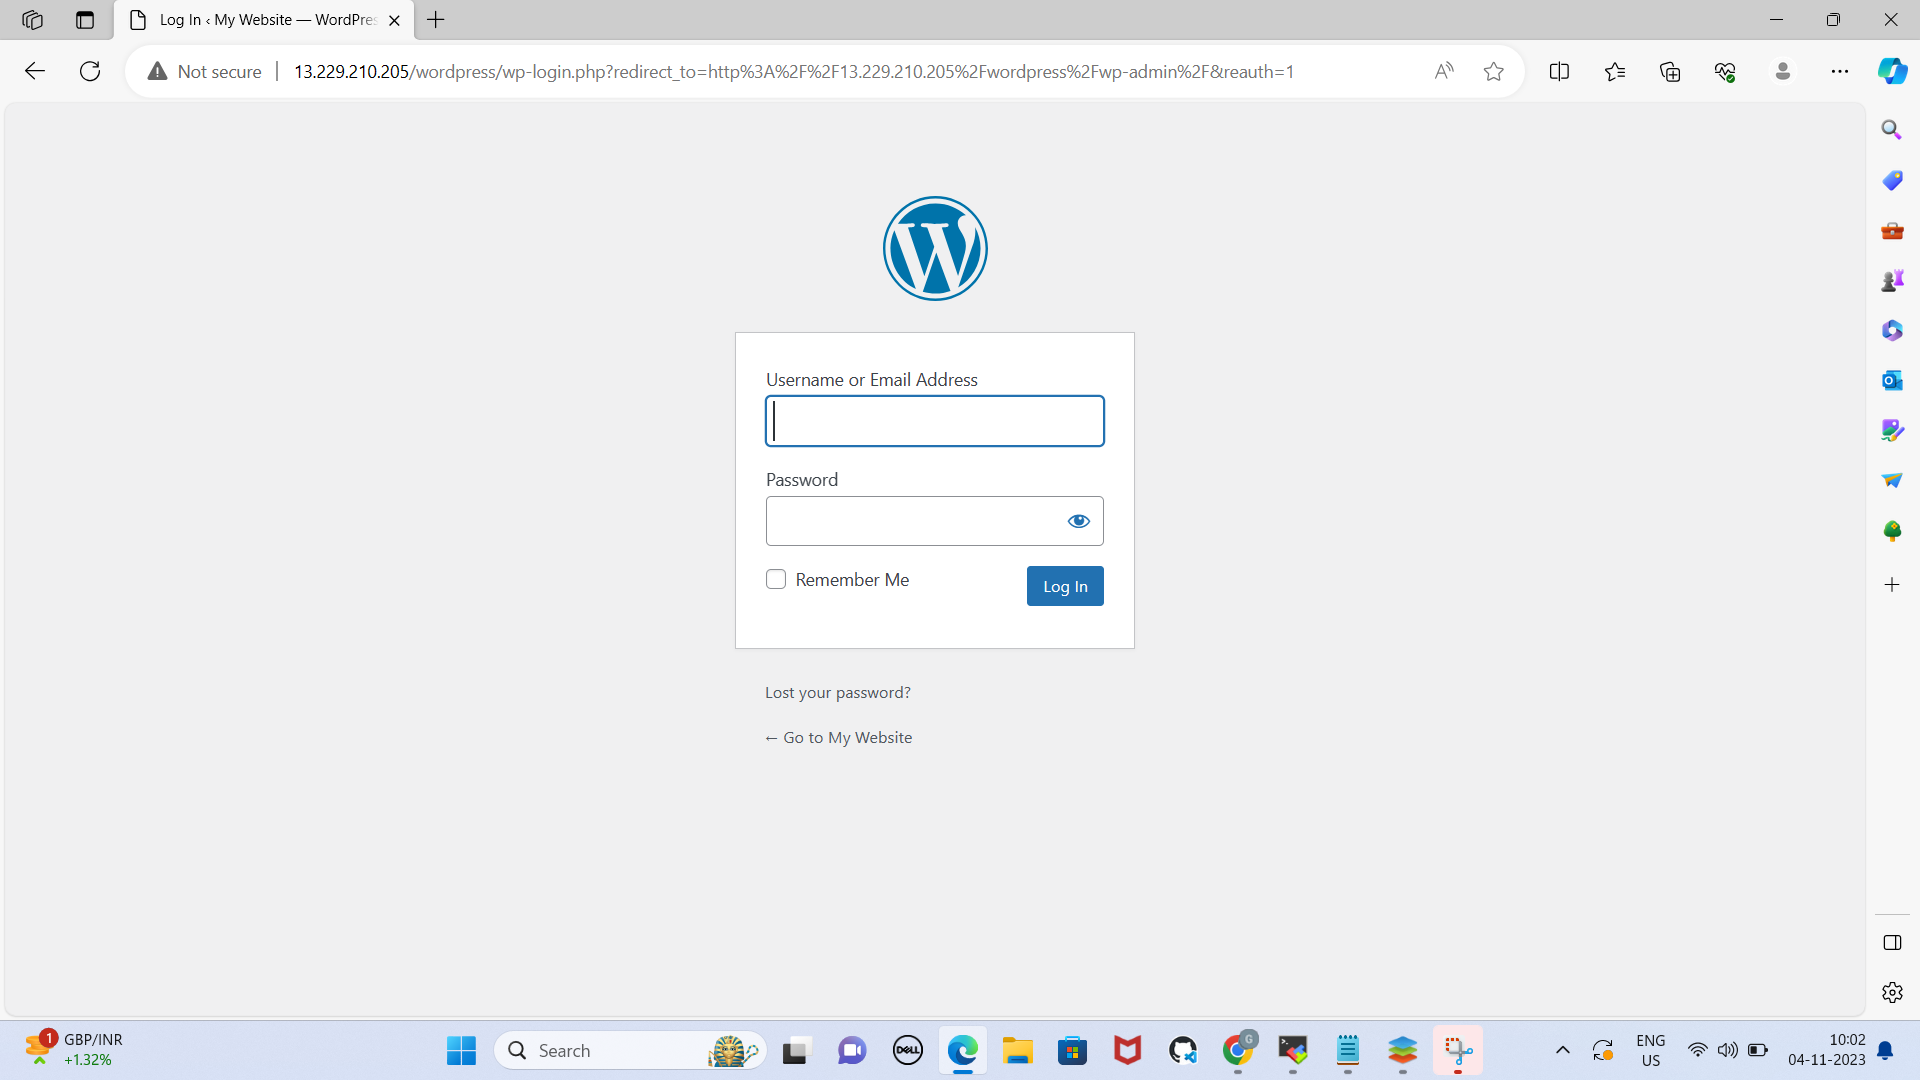 Log In ‹ My Website — WordPres
Not secure
13.229.210.205/wordpress/wp-login.php?redirect_to=http%3A%2F%2F13.229.210.205%2Fwordpress%2Fwp-admin%2F&reauth=1
Username or Email Address
Password
Remember Me
Log In
Lost your password?
← Go to My Website
1
GBP/INR
+1.32%
Search
DELL
G
ENG
US
10:02
04-11-2023